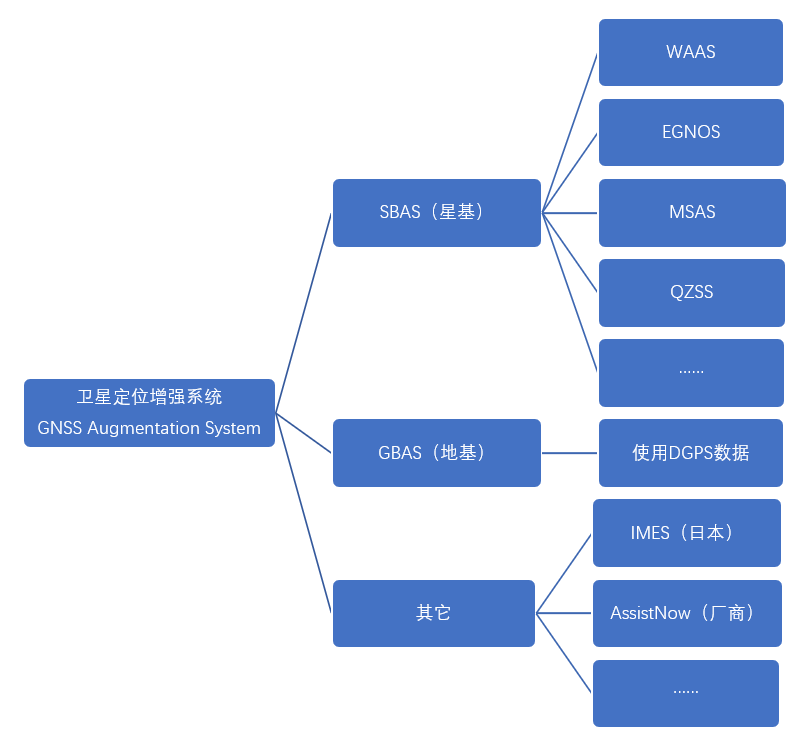 卫星定位增强系统
GNSS Augmentation System
SBAS（星基）
WAAS
EGNOS
MSAS
QZSS
......
GBAS（地基）
使用DGPS数据
其它
IMES（日本）
AssistNow（厂商）
......